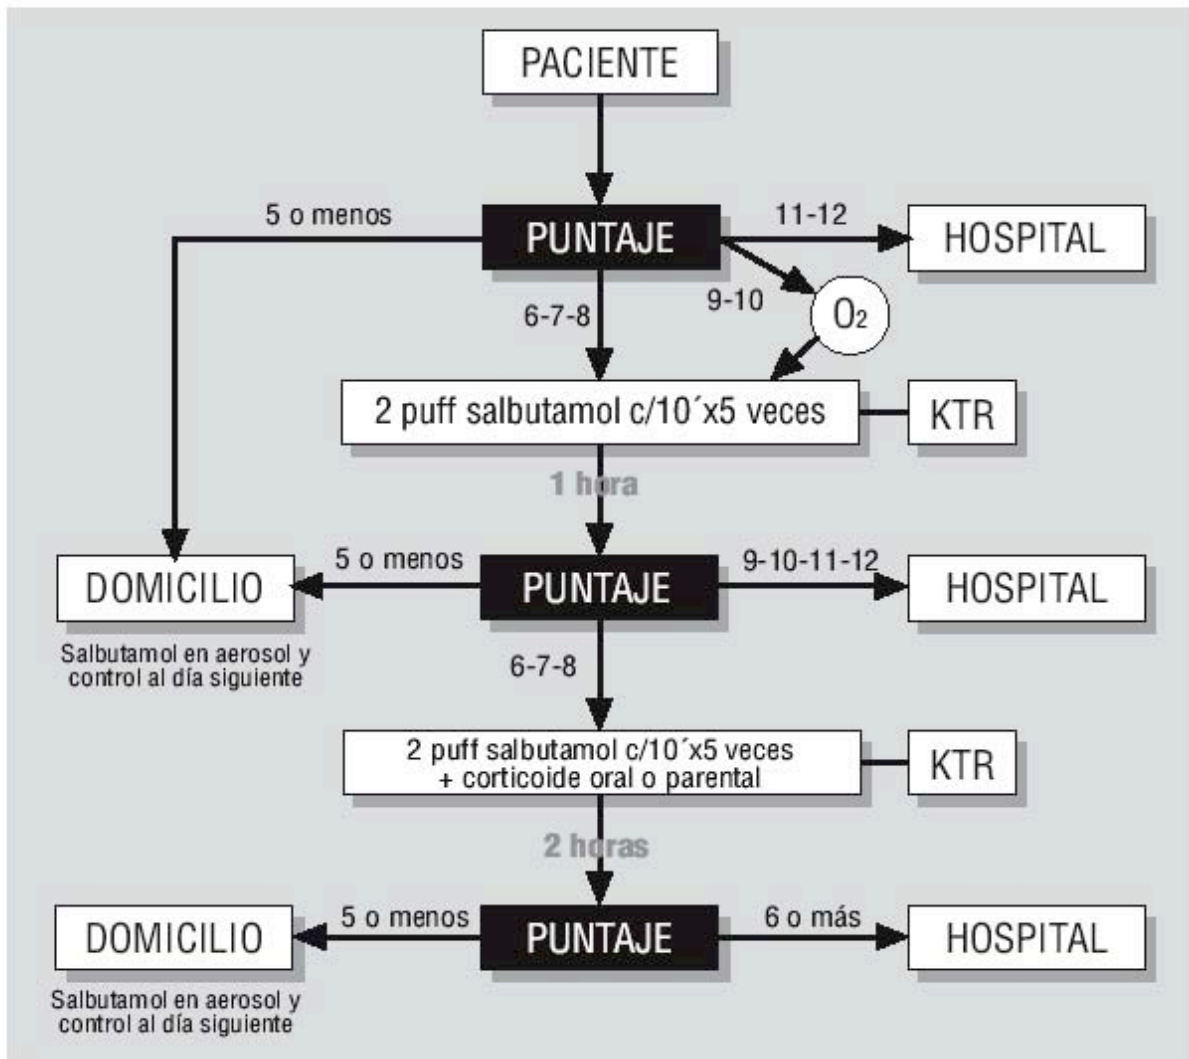 PACIENTE
5 o menos
PUNTAJE
11-12
HOSPITAL
6-7-8
9-10
O₂
2 puff salbutamol c/10´x5 veces
KTR
1 hora
DOMICILIO
5 o menos
PUNTAJE
9-10-11-12
HOSPITAL
Salbutamol en aerosol y
control al día siguiente
6-7-8
2 puff salbutamol c/10´x5 veces
+ corticoide oral o parental
KTR
2 horas
DOMICILIO
5 o menos
PUNTAJE
6 o más
HOSPITAL
Salbutamol en aerosol y
control al día siguiente